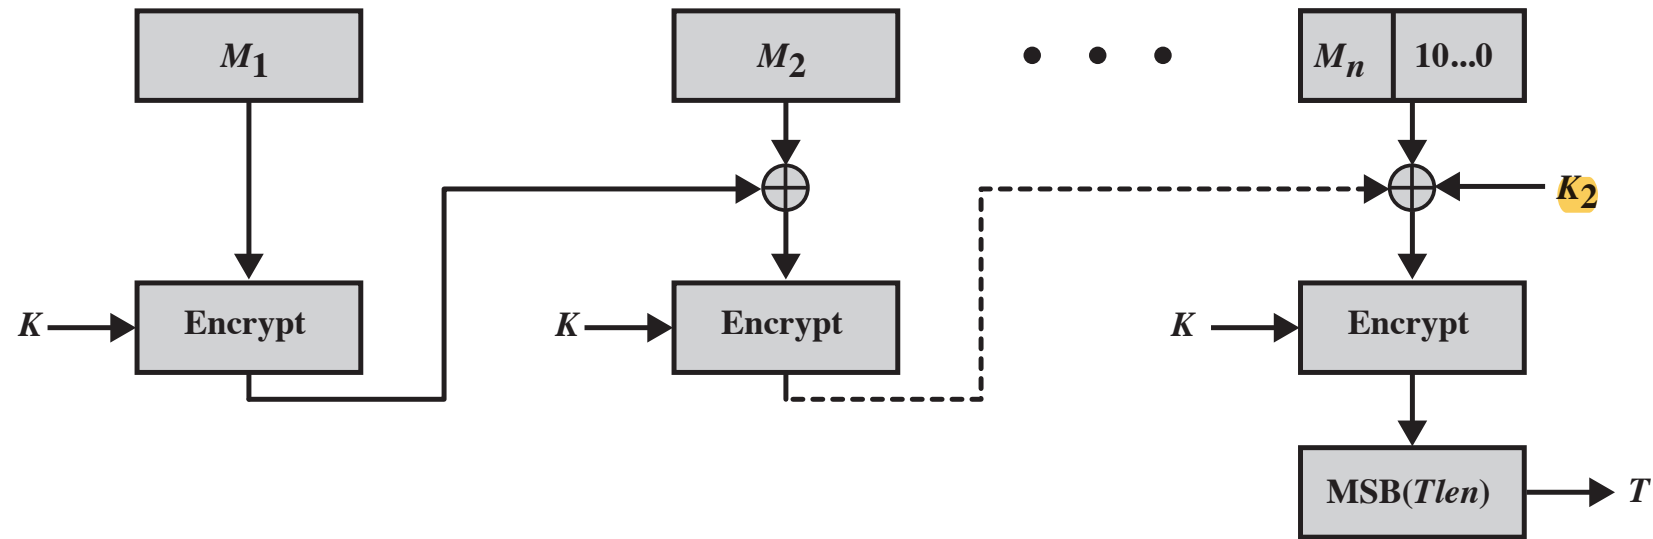 M1 M2 • • • Mn 10...0
K2
K Encrypt K Encrypt K Encrypt
MSB(Tlen) T